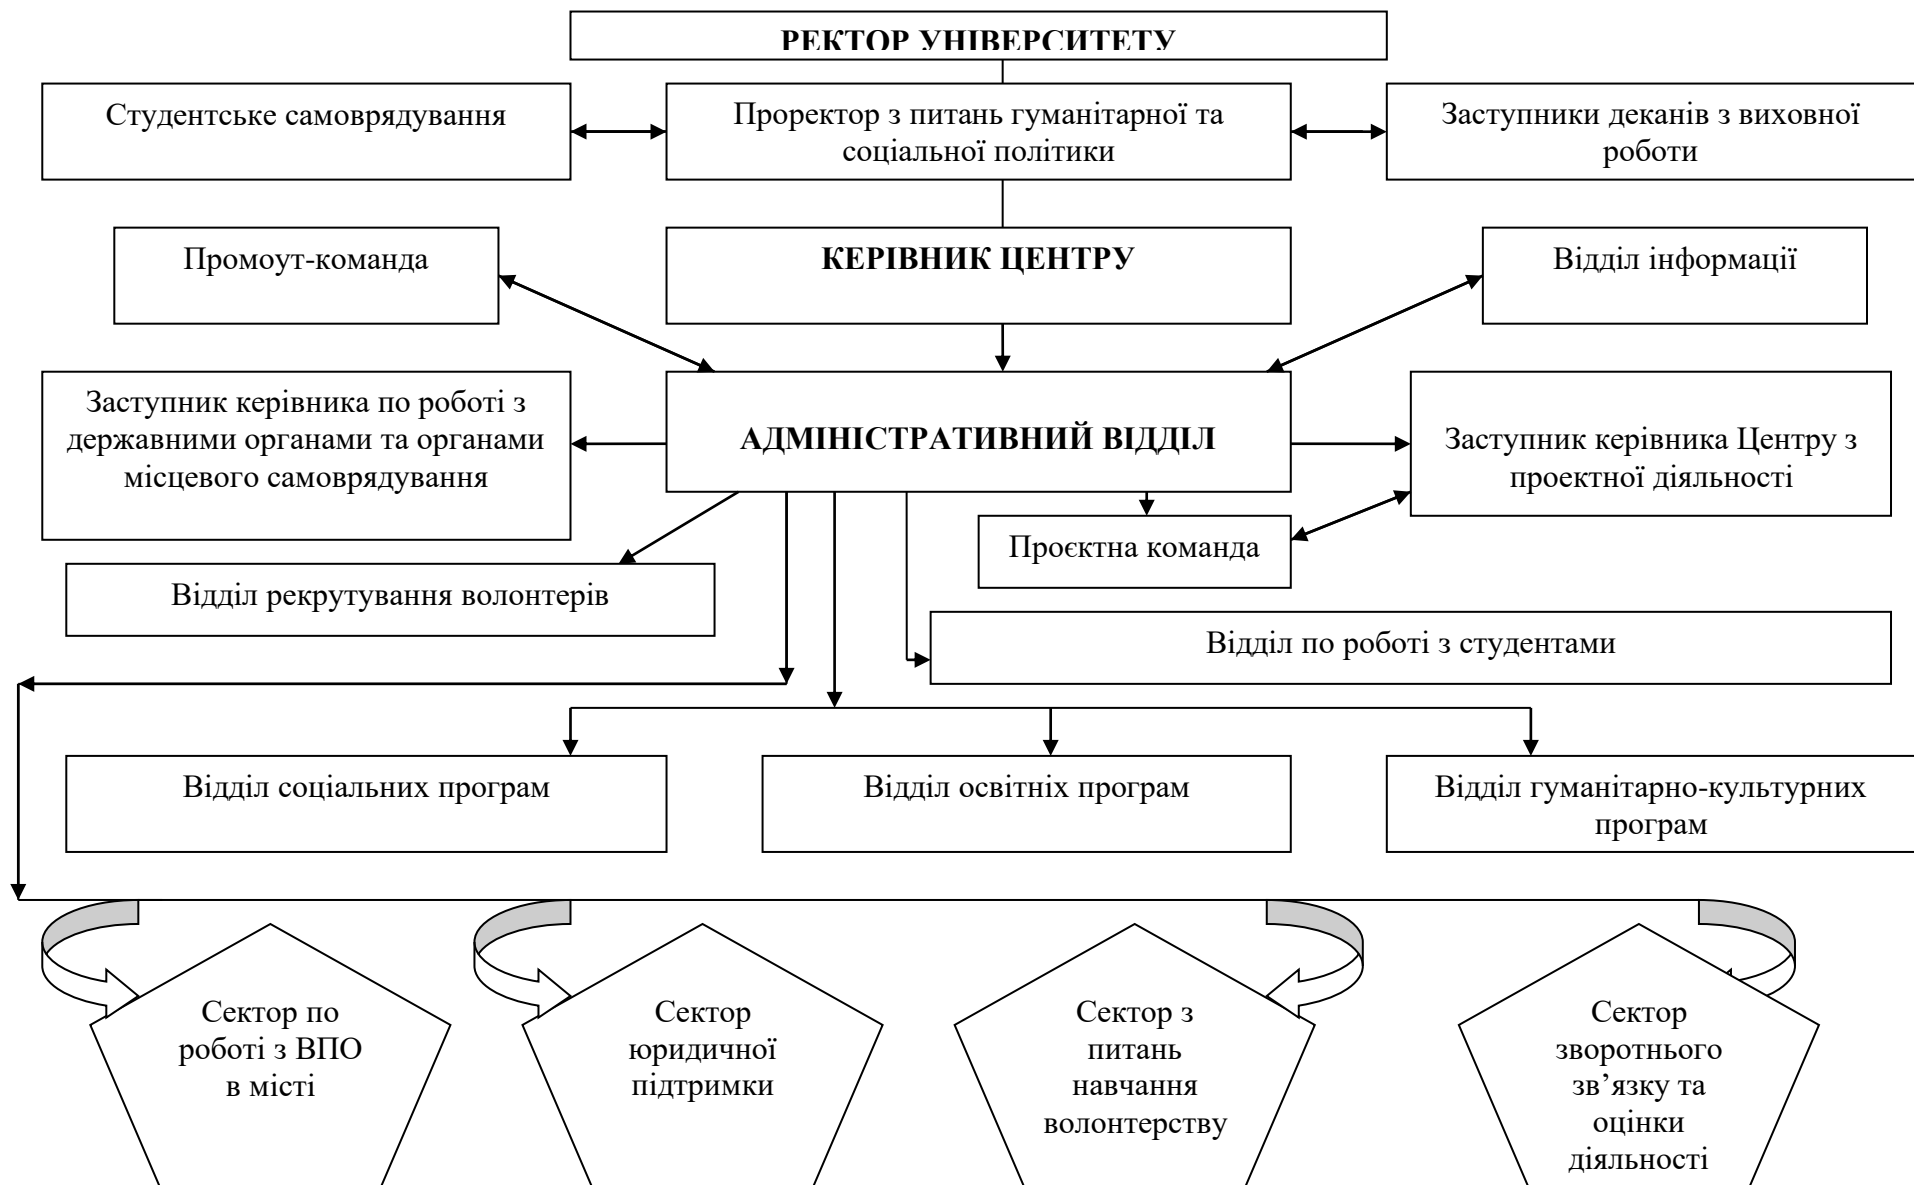 РЕКТОР УНІВЕРСИТЕТУ
Студентське самоврядування
Проректор з питань гуманітарної та
соціальної політики
Заступники деканів з виховної
роботи
Промоут-команда
КЕРІВНИК ЦЕНТРУ
Відділ інформації
Заступник керівника по роботі з
державними органами та органами
місцевого самоврядування
АДМІНІСТРАТИВНИЙ ВІДДІЛ
Заступник керівника Центру з
проектної діяльності
Проєктна команда
Відділ рекрутування волонтерів
Відділ по роботі з студентами
Відділ соціальних програм
Відділ освітніх програм
Відділ гуманітарно-культурних
програм
Сектор по
роботі з ВПО
в місті
Сектор
юридичної
підтримки
Сектор з
питань
навчання
волонтерству
Сектор
зворотнього
зв’язку та
оцінки
діяльності